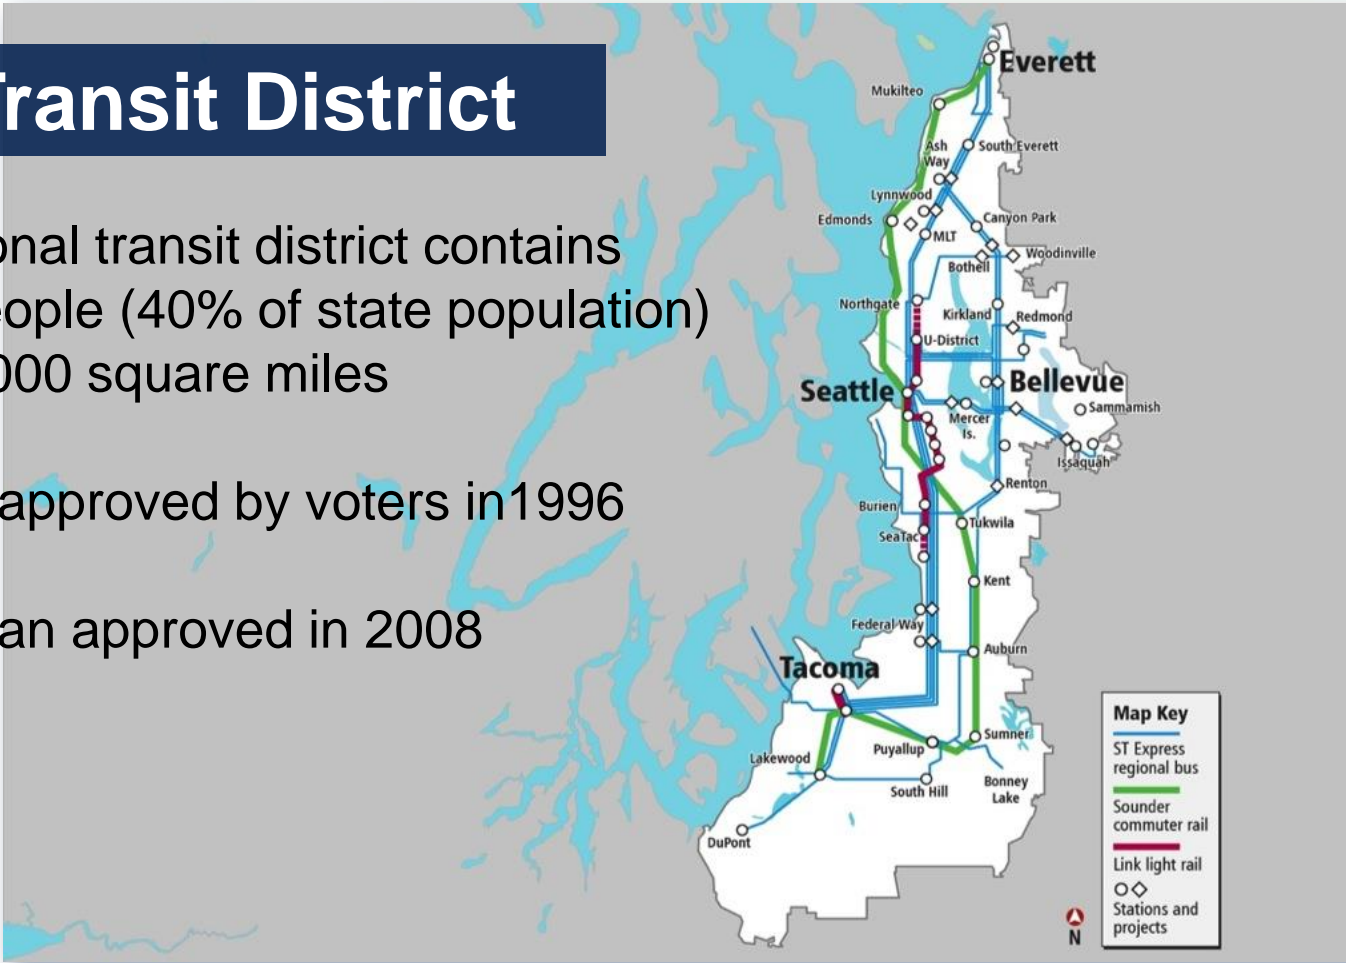 Transit District
onal transit district contains
eople (40% of state population)
000 square miles
approved by voters in1996
an approved in 2008
Everett
Mukilteo
Ash
Way
South Everett
Lynnwood
Edmonds
Canyon Park
MLT
Woodinville
Bothell
Northgate
Kirkland
Redmond
U-District
Seattle
Bellevue
Sammamish
Mercer
Is.
Issaquah
Renton
Burien
Tukwila
SeaTac
Kent
Federal Way
Auburn
Tacoma
Sumner
Puyallup
Lakewood
Bonney
Lake
South Hill
DuPont
Map Key
ST Express
regional bus
Sounder
commuter rail
Link light rail
Stations and
projects
N